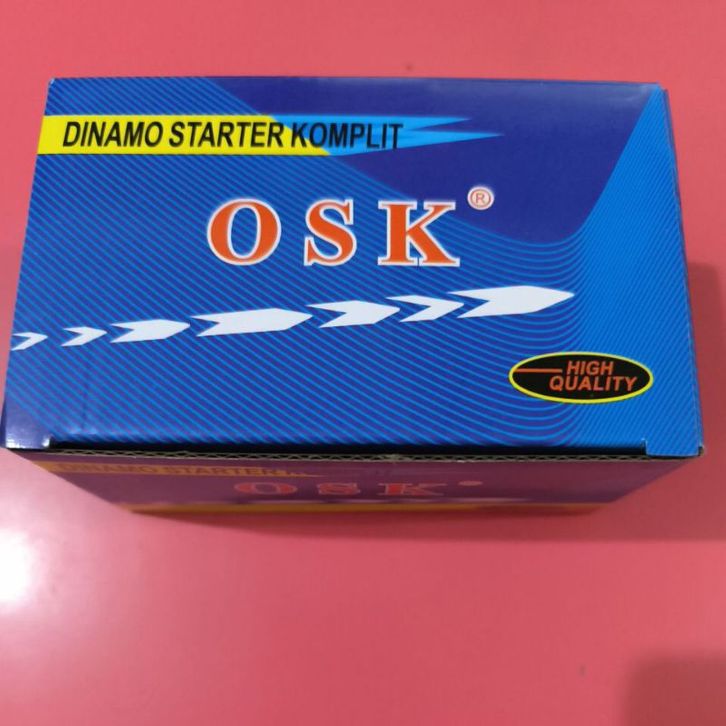 DINAMO STARTER KOMPLIT
OSK®
HIGH
QUALITY
DINAMO STARTER
OSK®